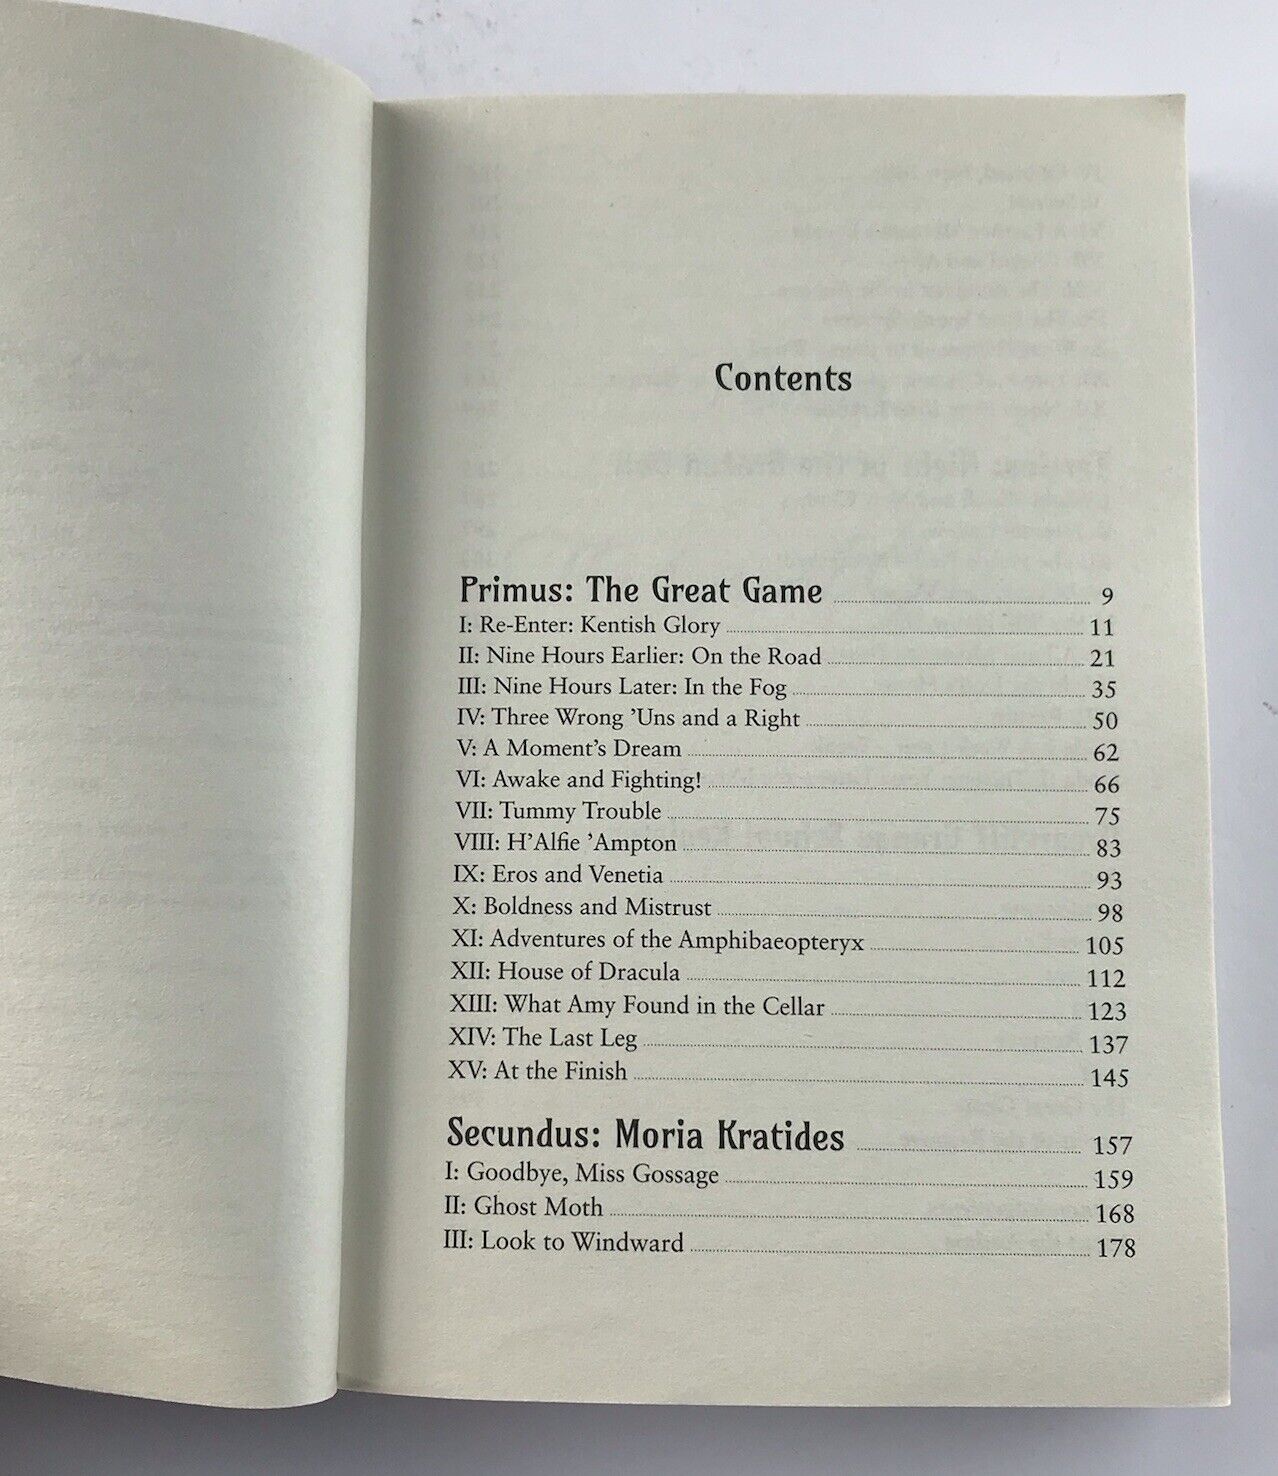 Contents
Primus: The Great Game 9
I: Re-Enter: Kentish Glory 11
II: Nine Hours Earlier: On the Road 21
III: Nine Hours Later: In the Fog 35
IV: Three Wrong ’Uns and a Right 50
V: A Moment’s Dream 62
VI: Awake and Fighting! 66
VII: Tummy Trouble 75
VIII: H’Alfie ’Ampton 83
IX: Eros and Venetia 93
X: Boldness and Mistrust 98
XI: Adventures of the Amphibaeopteryx 105
XII: House of Dracula 112
XIII: What Amy Found in the Cellar 123
XIV: The Last Leg 137
XV: At the Finish 145
Secundus: Moria Kratides 157
I: Goodbye, Miss Gossage 159
II: Ghost Moth 168
III: Look to Windward 178